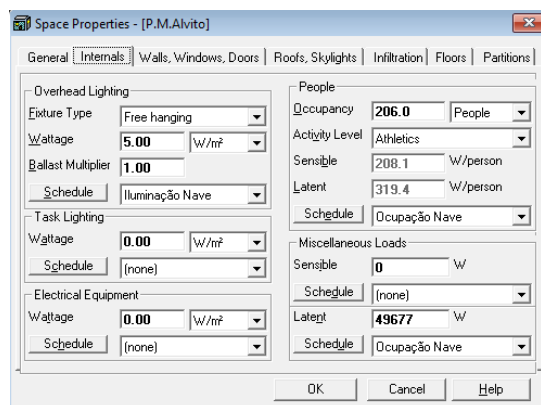 Space Properties - [P.M.Alvito]
General Internals Walls, Windows, Doors Roofs, Skylights Infiltration Floors Partitions
Overhead Lighting
Fixture Type Free hanging
Wattage 5.00 W/m²
Ballast Multiplier 1.00
Schedule Iluminação Nave
Task Lighting
Wattage 0.00 W/m²
Schedule (none)
Electrical Equipment
Wattage 0.00 W/m²
Schedule (none)
People
Occupancy 206.0 People
Activity Level Athletics
Sensible 208.1 W/person
Latent 319.4 W/person
Schedule Ocupação Nave
Miscellaneous Loads
Sensible 0 W
Schedule (none)
Latent 49677 W
Schedule Ocupação Nave
OK Cancel Help